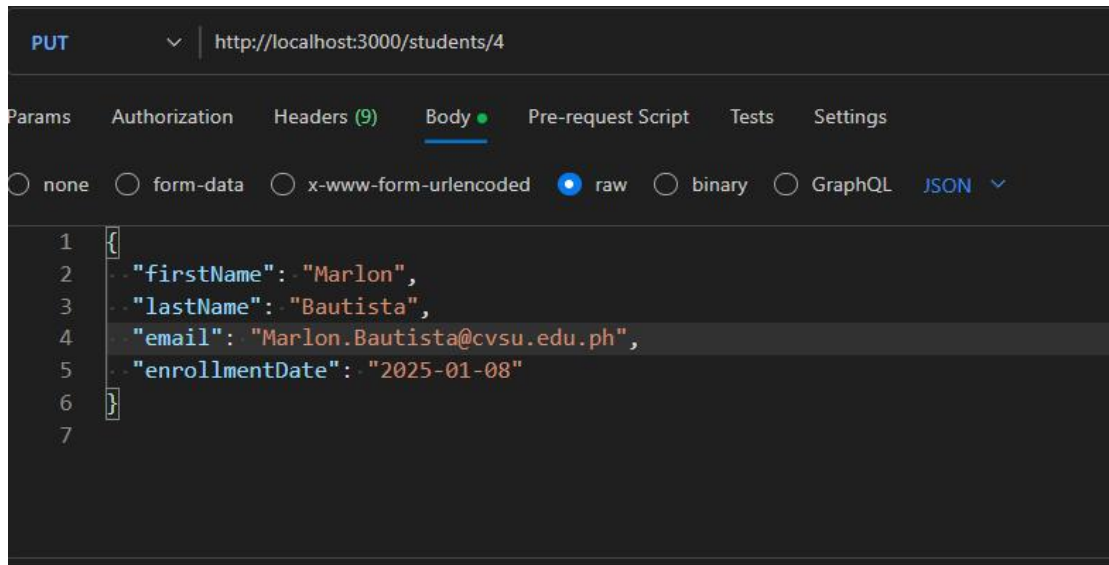 PUT http://localhost:3000/students/4
Params Authorization Headers (9) Body Pre-request Script Tests Settings
none form-data x-www-form-urlencoded raw binary GraphQL JSON
1 {
2 "firstName": "Marlon",
3 "lastName": "Bautista",
4 "email": "Marlon.Bautista@cvsu.edu.ph",
5 "enrollmentDate": "2025-01-08"
6 }
7